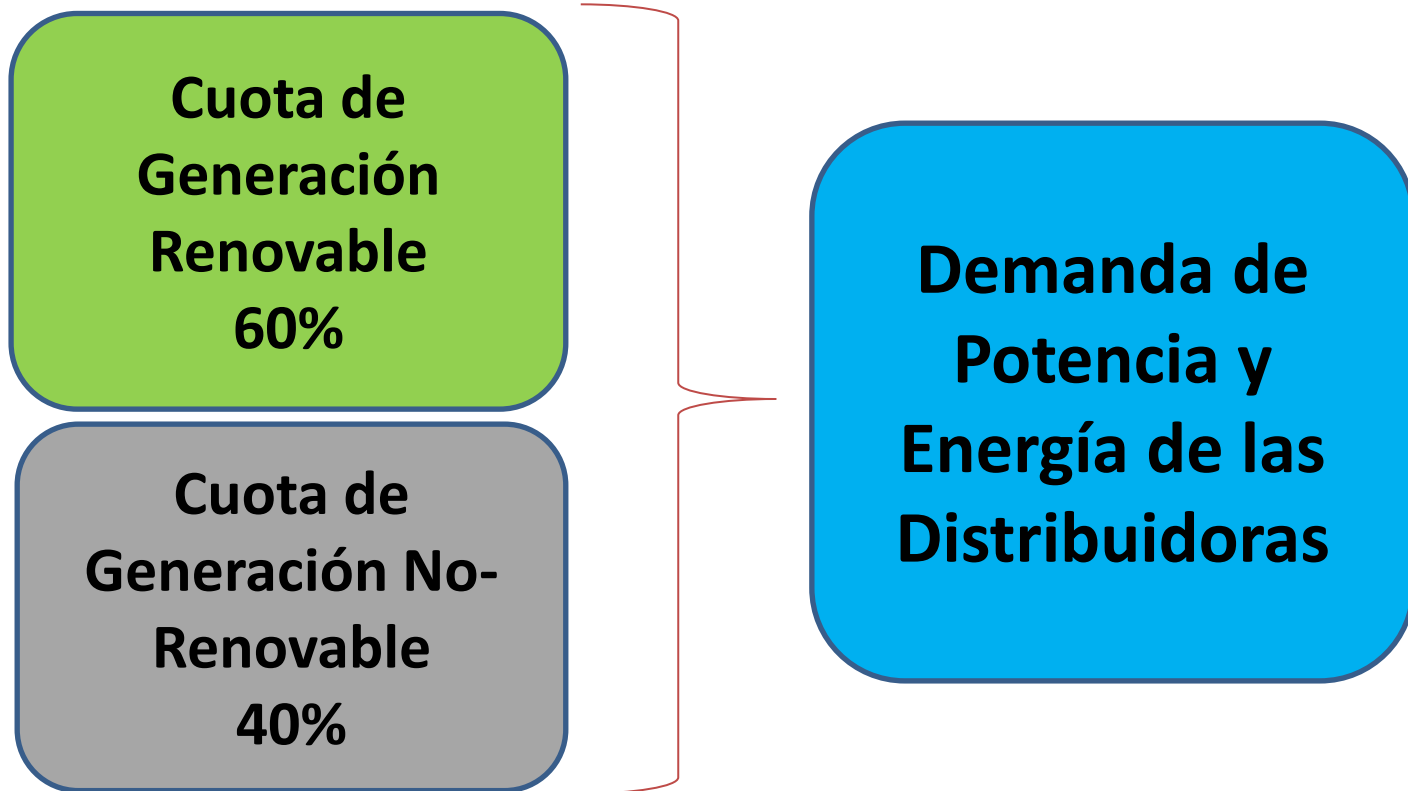 Cuota de
Generación
Renovable
60%
Cuota de
Generación No-
Renovable
40%
Demanda de
Potencia y
Energía de las
Distribuidoras